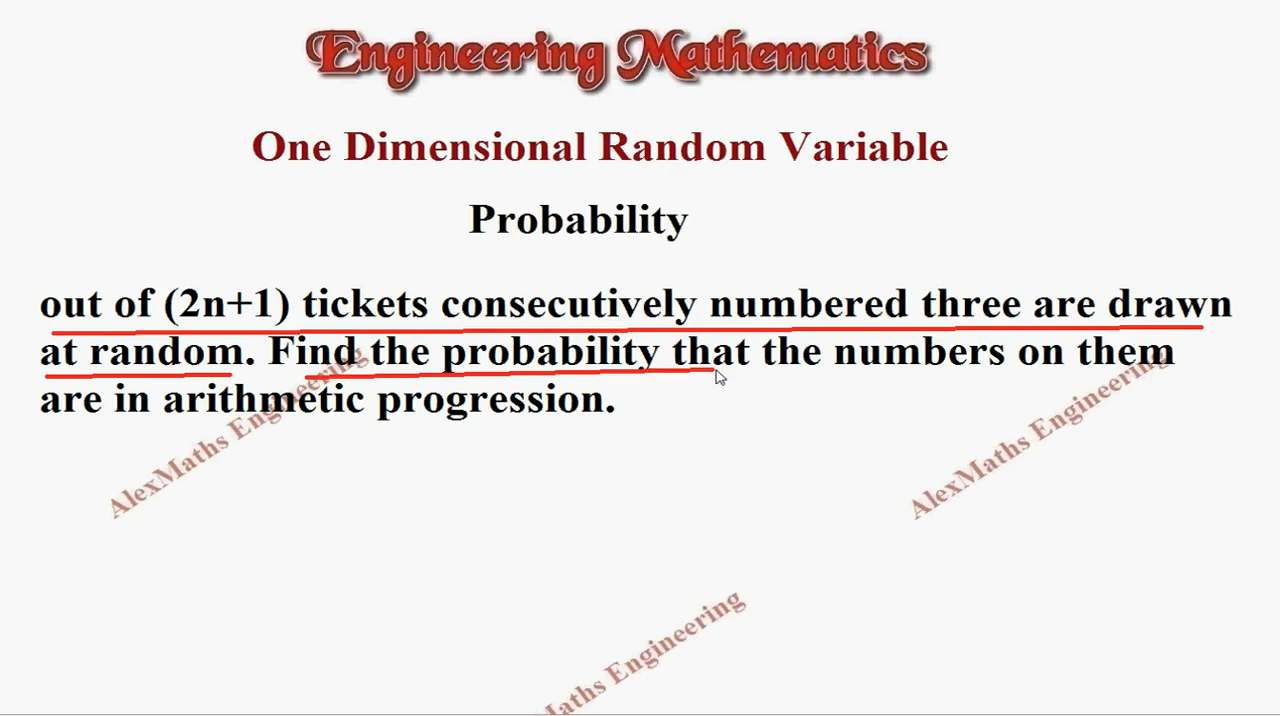 Engineering Mathematics
One Dimensional Random Variable
Probability
out of (2n+1) tickets consecutively numbered three are drawn
at random. Find the probability that the numbers on them
are in arithmetic progression.
AlexMaths Engineering
AlexMaths Engineering
Maths Engineering